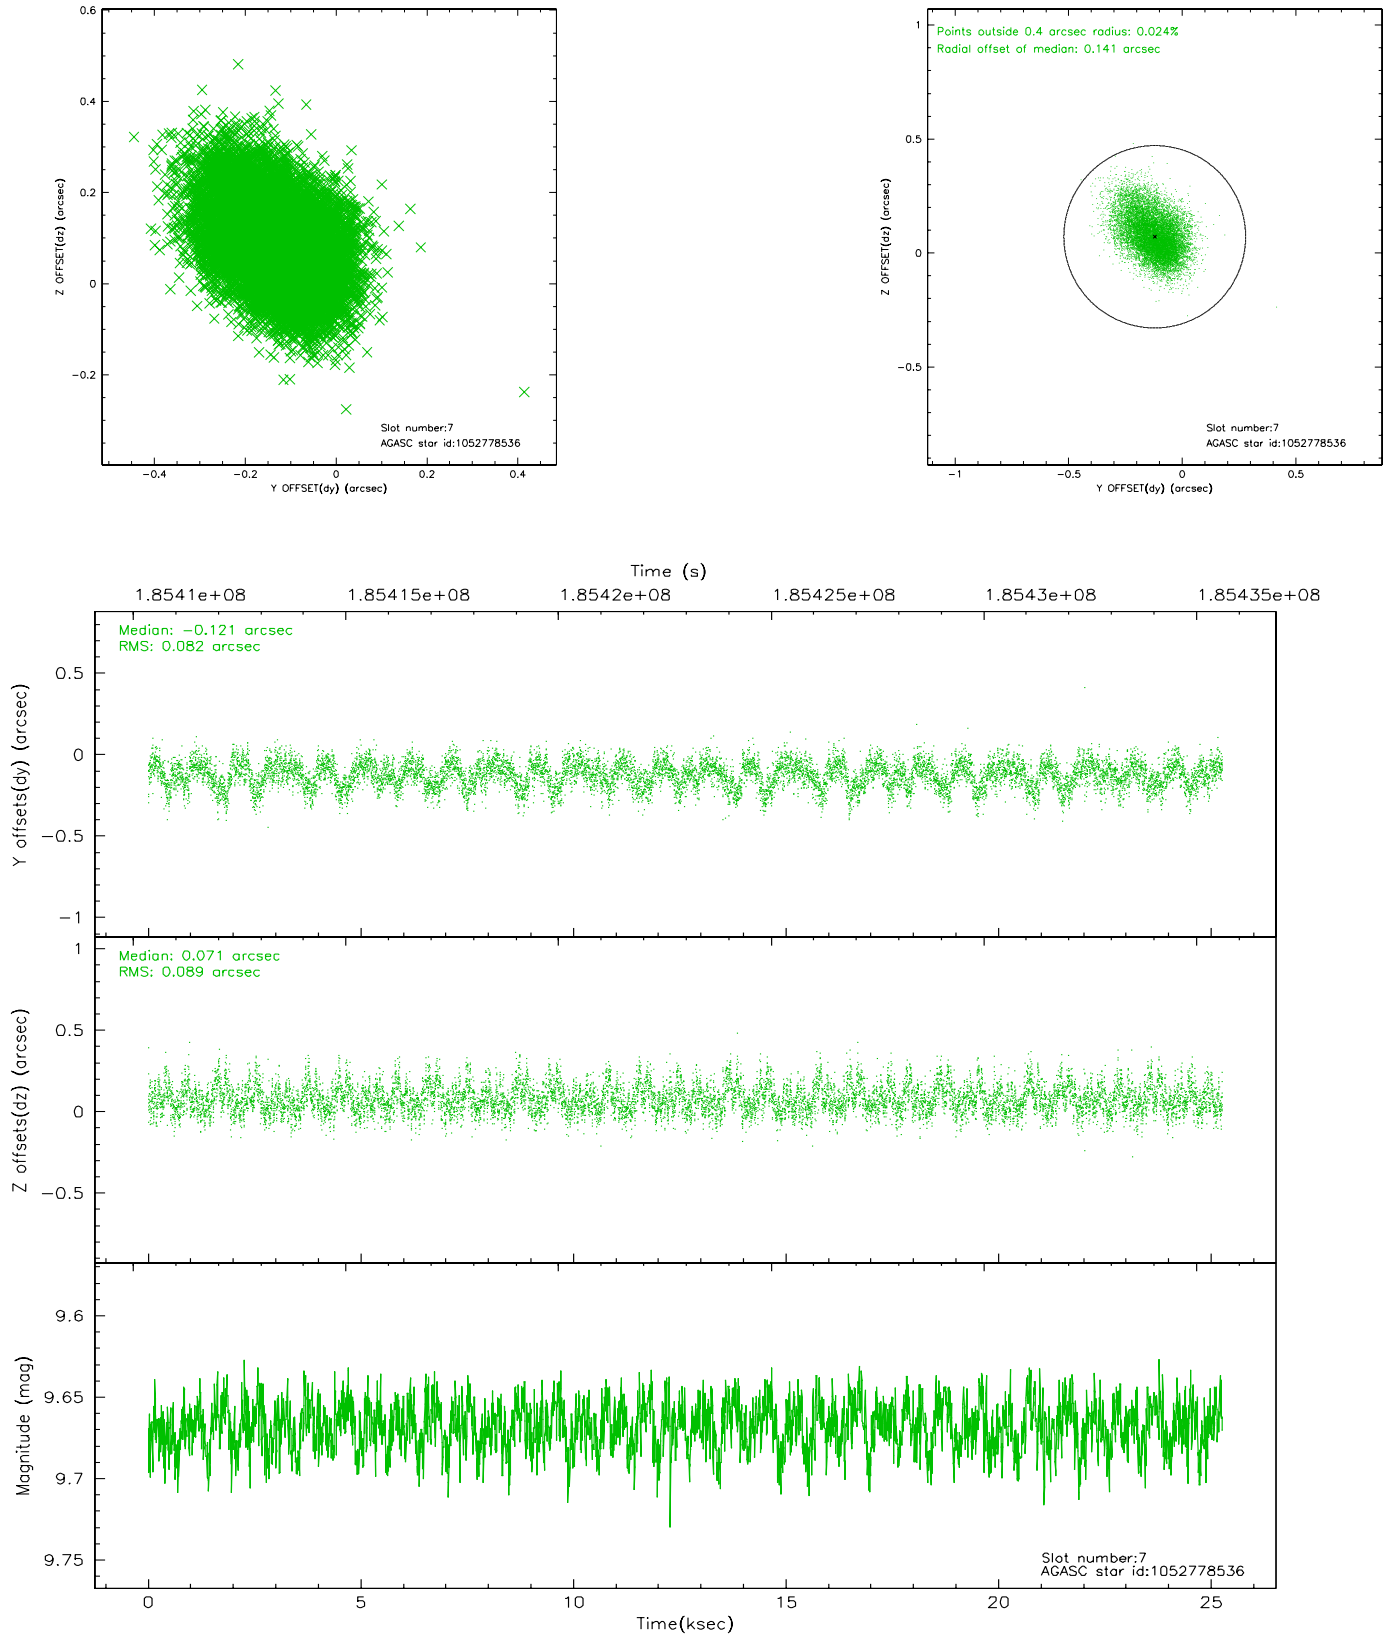 0.6
0.4
0.2
0
−0.2
Z OFFSET(dz) (arcsec)
−0.4
−0.2
0
0.2
0.4
Y OFFSET(dy) (arcsec)
Slot number:7
AGASC star id:1052778536
Points outside 0.4 arcsec radius: 0.024%
Radial offset of median: 0.141 arcsec
1
0.5
0
−0.5
−1
Z OFFSET(dz) (arcsec)
−1
−0.5
0
0.5
Y OFFSET(dy) (arcsec)
Slot number:7
AGASC star id:1052778536
Time (s)
1.8541e+08
1.85415e+08
1.8542e+08
1.85425e+08
1.8543e+08
1.85435e+08
Median: −0.121 arcsec
RMS: 0.082 arcsec
0.5
0
−0.5
−1
Y offsets(dy) (arcsec)
Median: 0.071 arcsec
RMS: 0.089 arcsec
1
0.5
0
−0.5
Z offsets(dz) (arcsec)
9.6
9.65
9.7
9.75
Magnitude (mag)
Slot number:7
AGASC star id:1052778536
0
5
10
15
20
25
Time(ksec)